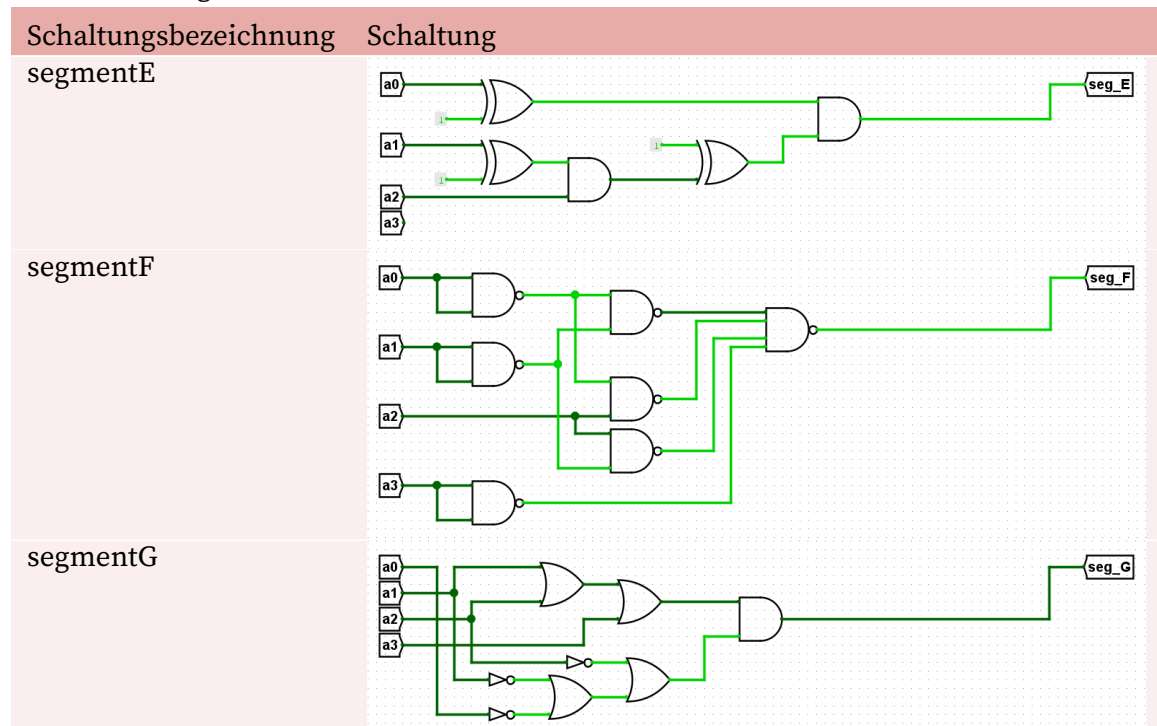 Schaltungsbezeichnung Schaltung
segmentE
a0
seg_E
1
a1
1
1
a2
a3
segmentF
a0
seg_F
a1
a2
a3
segmentG
a0
seg_G
a1
a2
a3